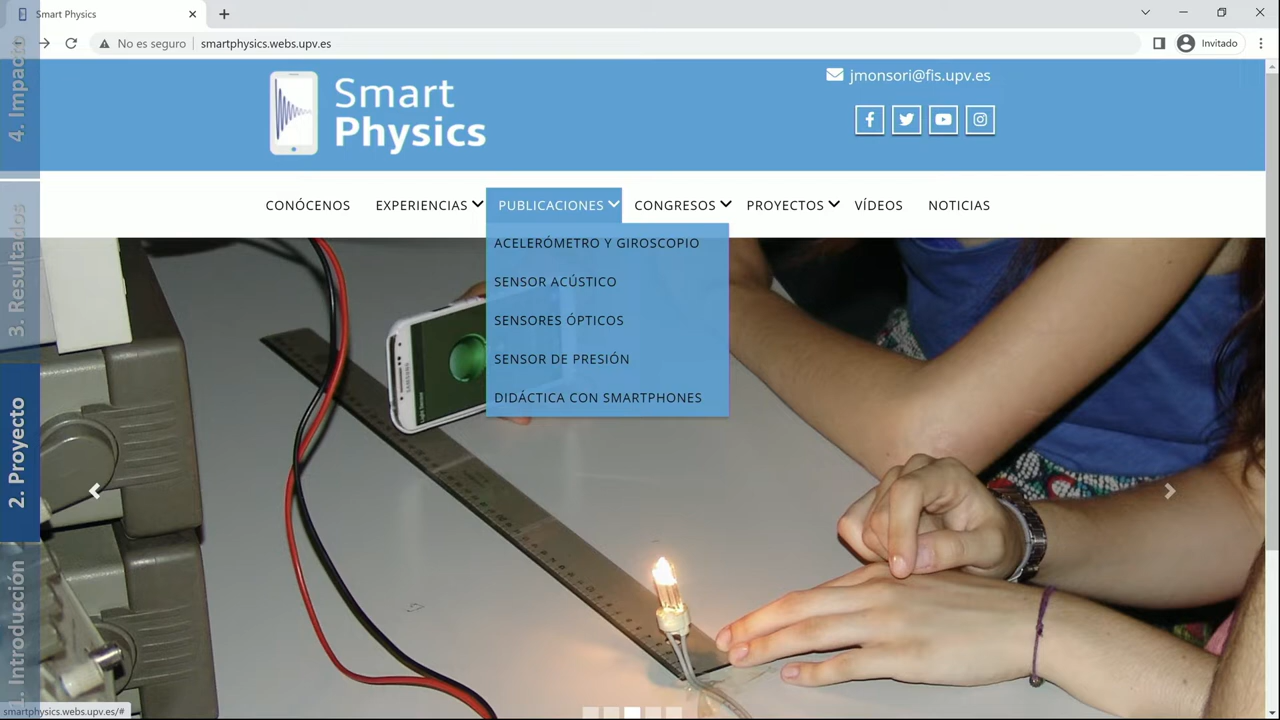 Smart Physics
No es seguro
smartphysics.webs.upv.es
Invitado
Smart
Physics
jmonsori@fis.upv.es
CONÓCENOS
EXPERIENCIAS
PUBLICACIONES
CONGRESOS
PROYECTOS
VÍDEOS
NOTICIAS
ACELERÓMETRO Y GIROSCOPIO
SENSOR ACÚSTICO
SENSORES ÓPTICOS
SENSOR DE PRESIÓN
DIDÁCTICA CON SMARTPHONES
4. Impacto
3. Resultados
2. Proyecto
1. Introducción
SAMSUNG
smartphysics.webs.upv.es/#